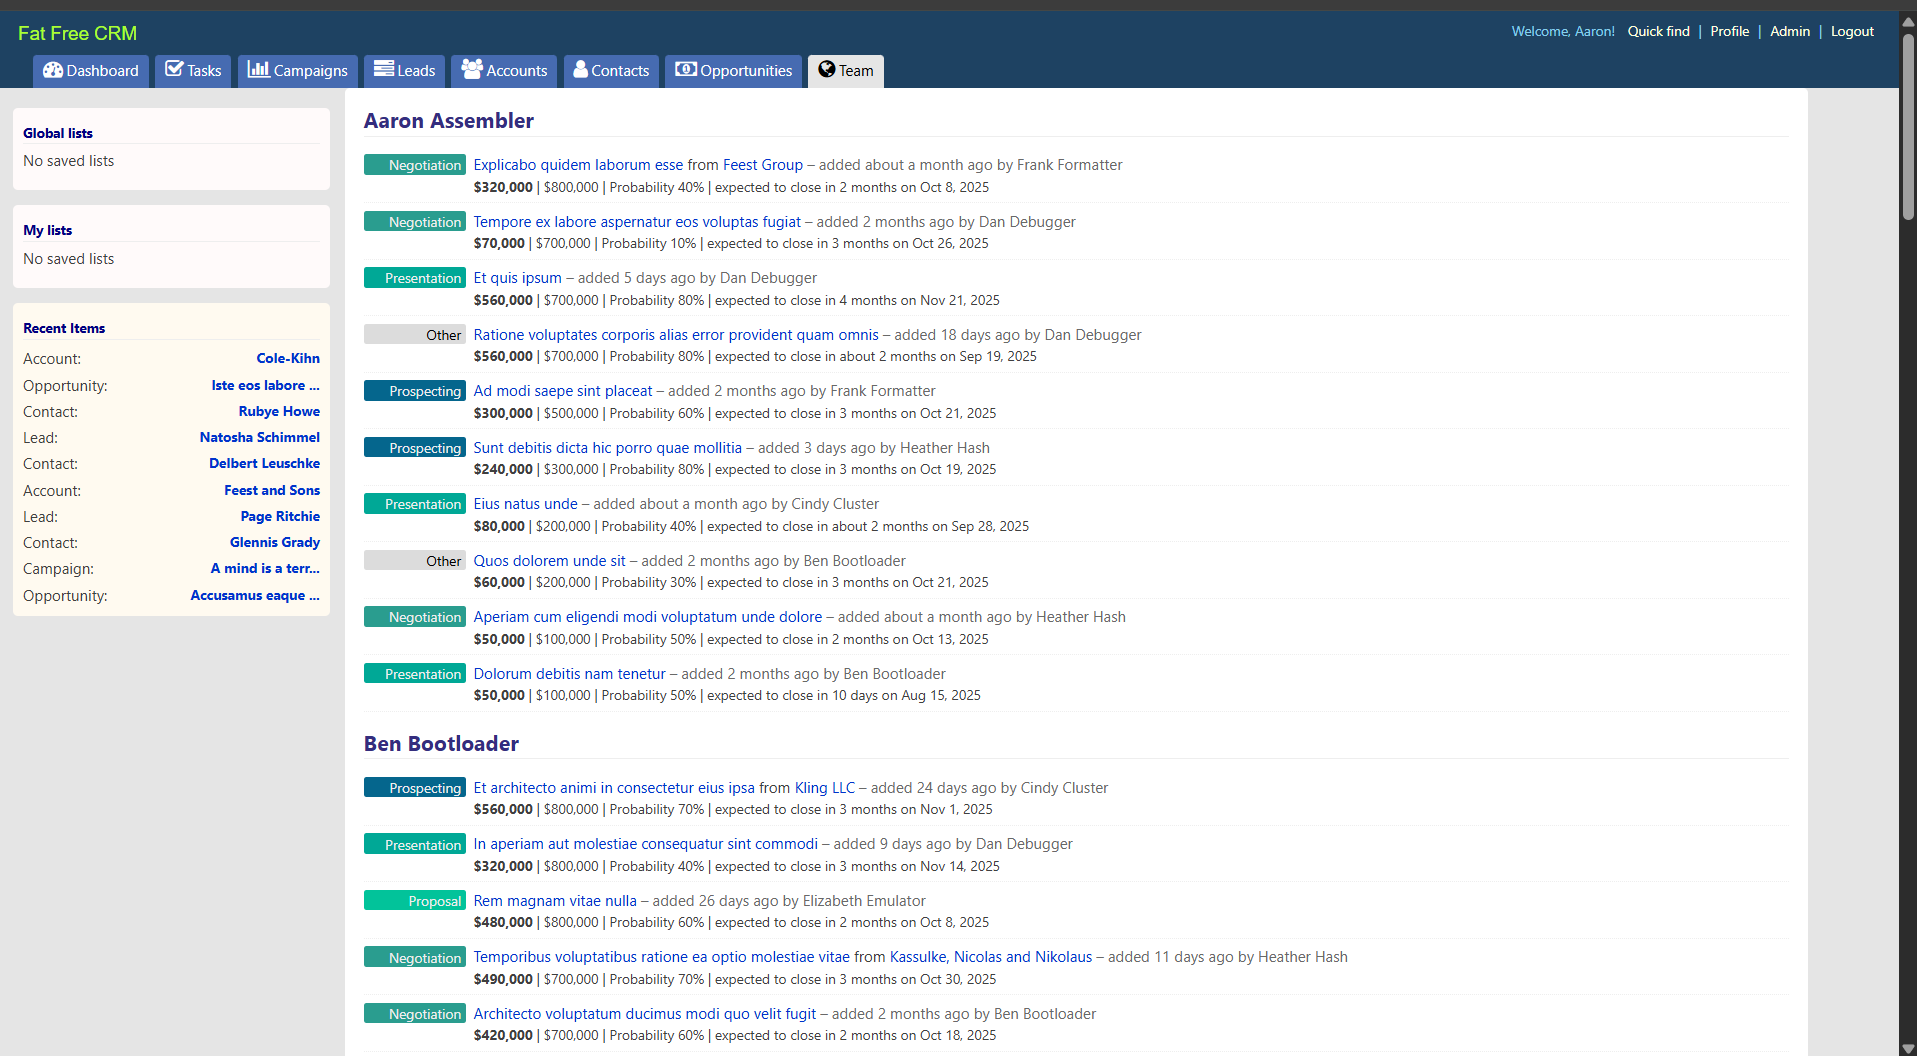 Fat Free CRM
Welcome, Aaron! Quick find | Profile | Admin | Logout
Dashboard Tasks Campaigns Leads Accounts Contacts Opportunities Team
Global lists
No saved lists
My lists
No saved lists
Recent Items
Account: Cole-Kihn
Opportunity: Iste eos labore ...
Contact: Rubye Howe
Lead: Natosha Schimmel
Contact: Delbert Leuschke
Account: Feest and Sons
Lead: Page Ritchie
Contact: Glennis Grady
Campaign: A mind is a terr...
Opportunity: Accusamus eaque ...
Aaron Assembler
Negotiation Explicabo quidem laborum esse from Feest Group – added about a month ago by Frank Formatter
$320,000 | $800,000 | Probability 40% | expected to close in 2 months on Oct 8, 2025
Negotiation Tempore ex labore aspernatur eos voluptas fugiat – added 2 months ago by Dan Debugger
$70,000 | $700,000 | Probability 10% | expected to close in 3 months on Oct 26, 2025
Presentation Et quis ipsum – added 5 days ago by Dan Debugger
$560,000 | $700,000 | Probability 80% | expected to close in 4 months on Nov 21, 2025
Other Ratione voluptates corporis alias error provident quam omnis – added 18 days ago by Dan Debugger
$560,000 | $700,000 | Probability 80% | expected to close in about 2 months on Sep 19, 2025
Prospecting Ad modi saepe sint placeat – added 2 months ago by Frank Formatter
$300,000 | $500,000 | Probability 60% | expected to close in 3 months on Oct 21, 2025
Prospecting Sunt debitis dicta hic porro quae mollitia – added 3 days ago by Heather Hash
$240,000 | $300,000 | Probability 80% | expected to close in 3 months on Oct 19, 2025
Presentation Eius natus unde – added about a month ago by Cindy Cluster
$80,000 | $200,000 | Probability 40% | expected to close in about 2 months on Sep 28, 2025
Other Quos dolorem unde sit – added 2 months ago by Ben Bootloader
$60,000 | $200,000 | Probability 30% | expected to close in 3 months on Oct 21, 2025
Negotiation Aperiam cum eligendi modi voluptatum unde dolore – added about a month ago by Heather Hash
$50,000 | $100,000 | Probability 50% | expected to close in 2 months on Oct 13, 2025
Presentation Dolorum debitis nam tenetur – added 2 months ago by Ben Bootloader
$50,000 | $100,000 | Probability 50% | expected to close in 10 days on Aug 15, 2025
Ben Bootloader
Prospecting Et architecto animi in consectetur eius ipsa from Kling LLC – added 24 days ago by Cindy Cluster
$560,000 | $800,000 | Probability 70% | expected to close in 3 months on Nov 1, 2025
Presentation In aperiam aut molestiae consequatur sint commodi – added 9 days ago by Dan Debugger
$320,000 | $800,000 | Probability 40% | expected to close in 3 months on Nov 14, 2025
Proposal Rem magnam vitae nulla – added 26 days ago by Elizabeth Emulator
$480,000 | $800,000 | Probability 60% | expected to close in 2 months on Oct 8, 2025
Negotiation Temporibus voluptatibus ratione ea optio molestiae vitae from Kassulke, Nicolas and Nikolaus – added 11 days ago by Heather Hash
$490,000 | $700,000 | Probability 70% | expected to close in 3 months on Oct 30, 2025
Negotiation Architecto voluptatum ducimus modi quo velit fugit – added 2 months ago by Ben Bootloader
$420,000 | $700,000 | Probability 60% | expected to close in 2 months on Oct 18, 2025